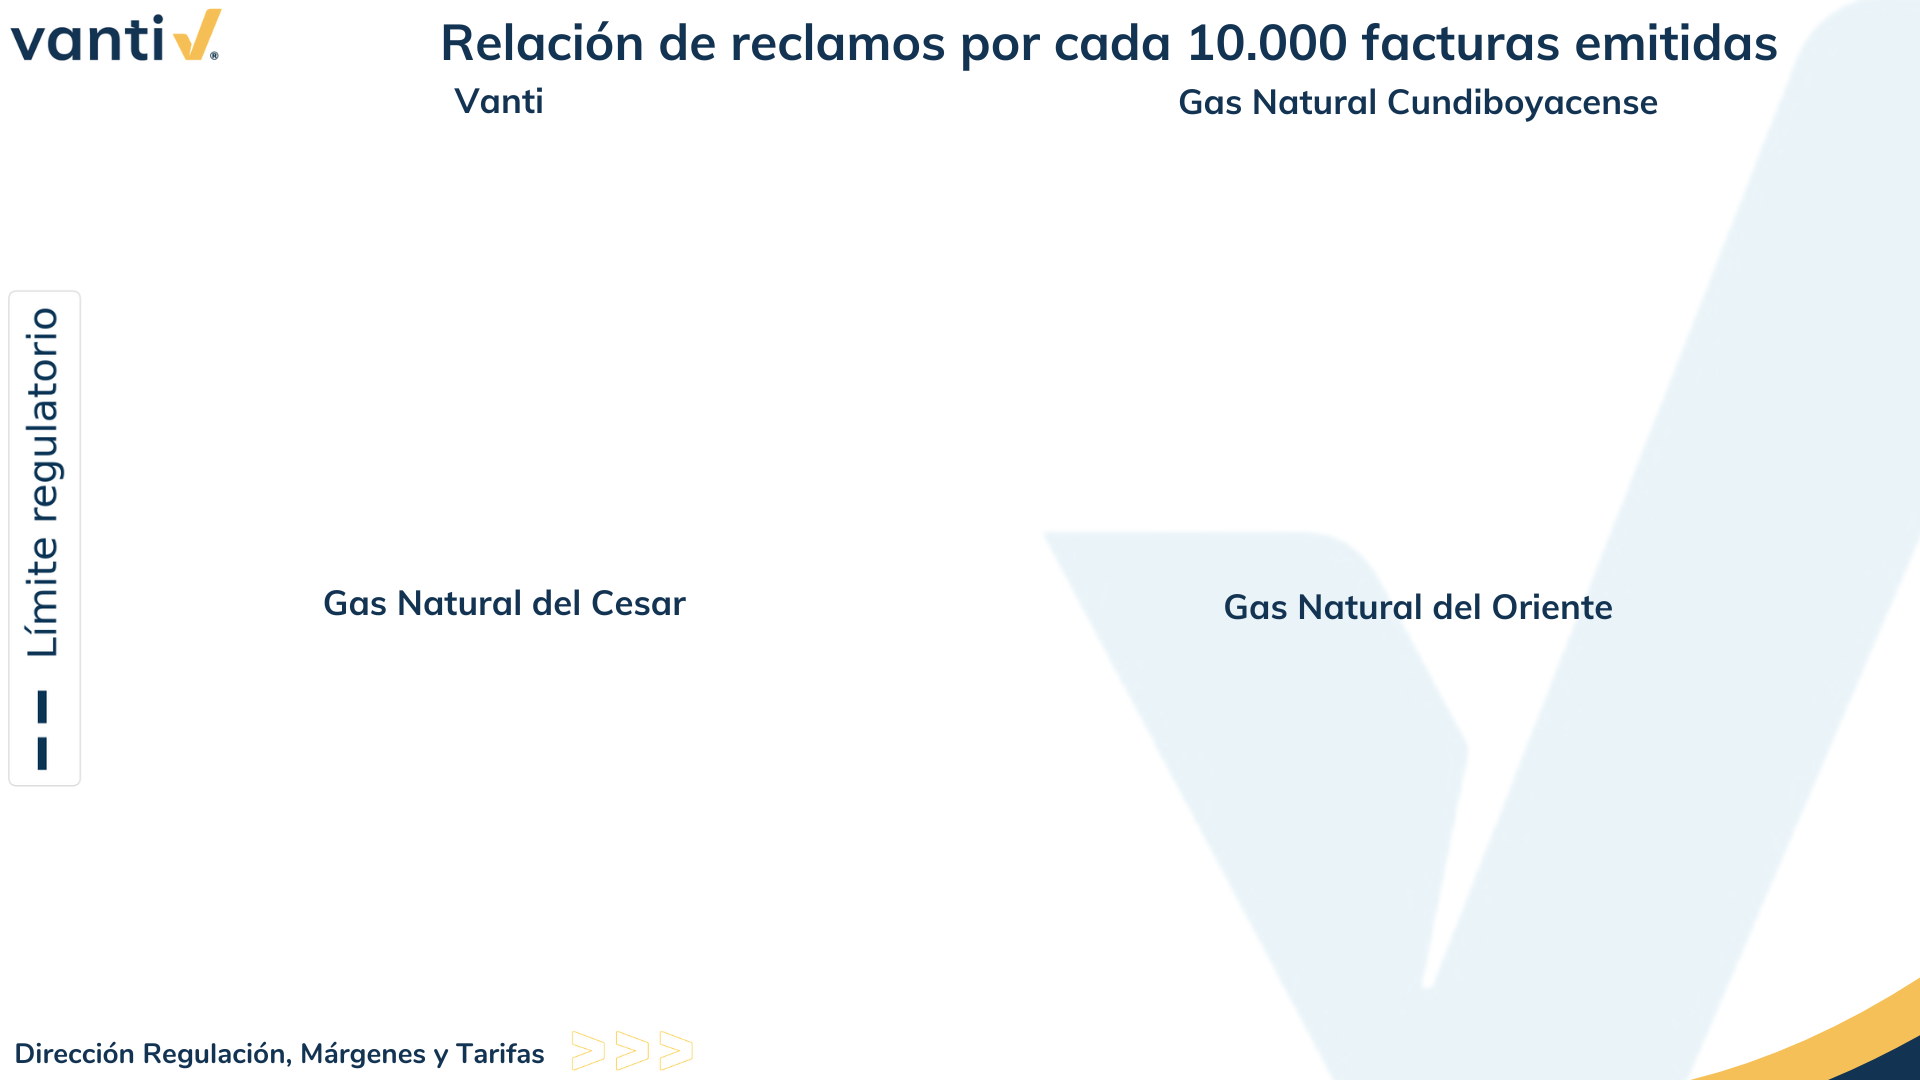 vanti
Relación de reclamos por cada 10.000 facturas emitidas
Vanti
Gas Natural Cundiboyacense
Límite regulatorio
Gas Natural del Cesar
Gas Natural del Oriente
Dirección Regulación, Márgenes y Tarifas